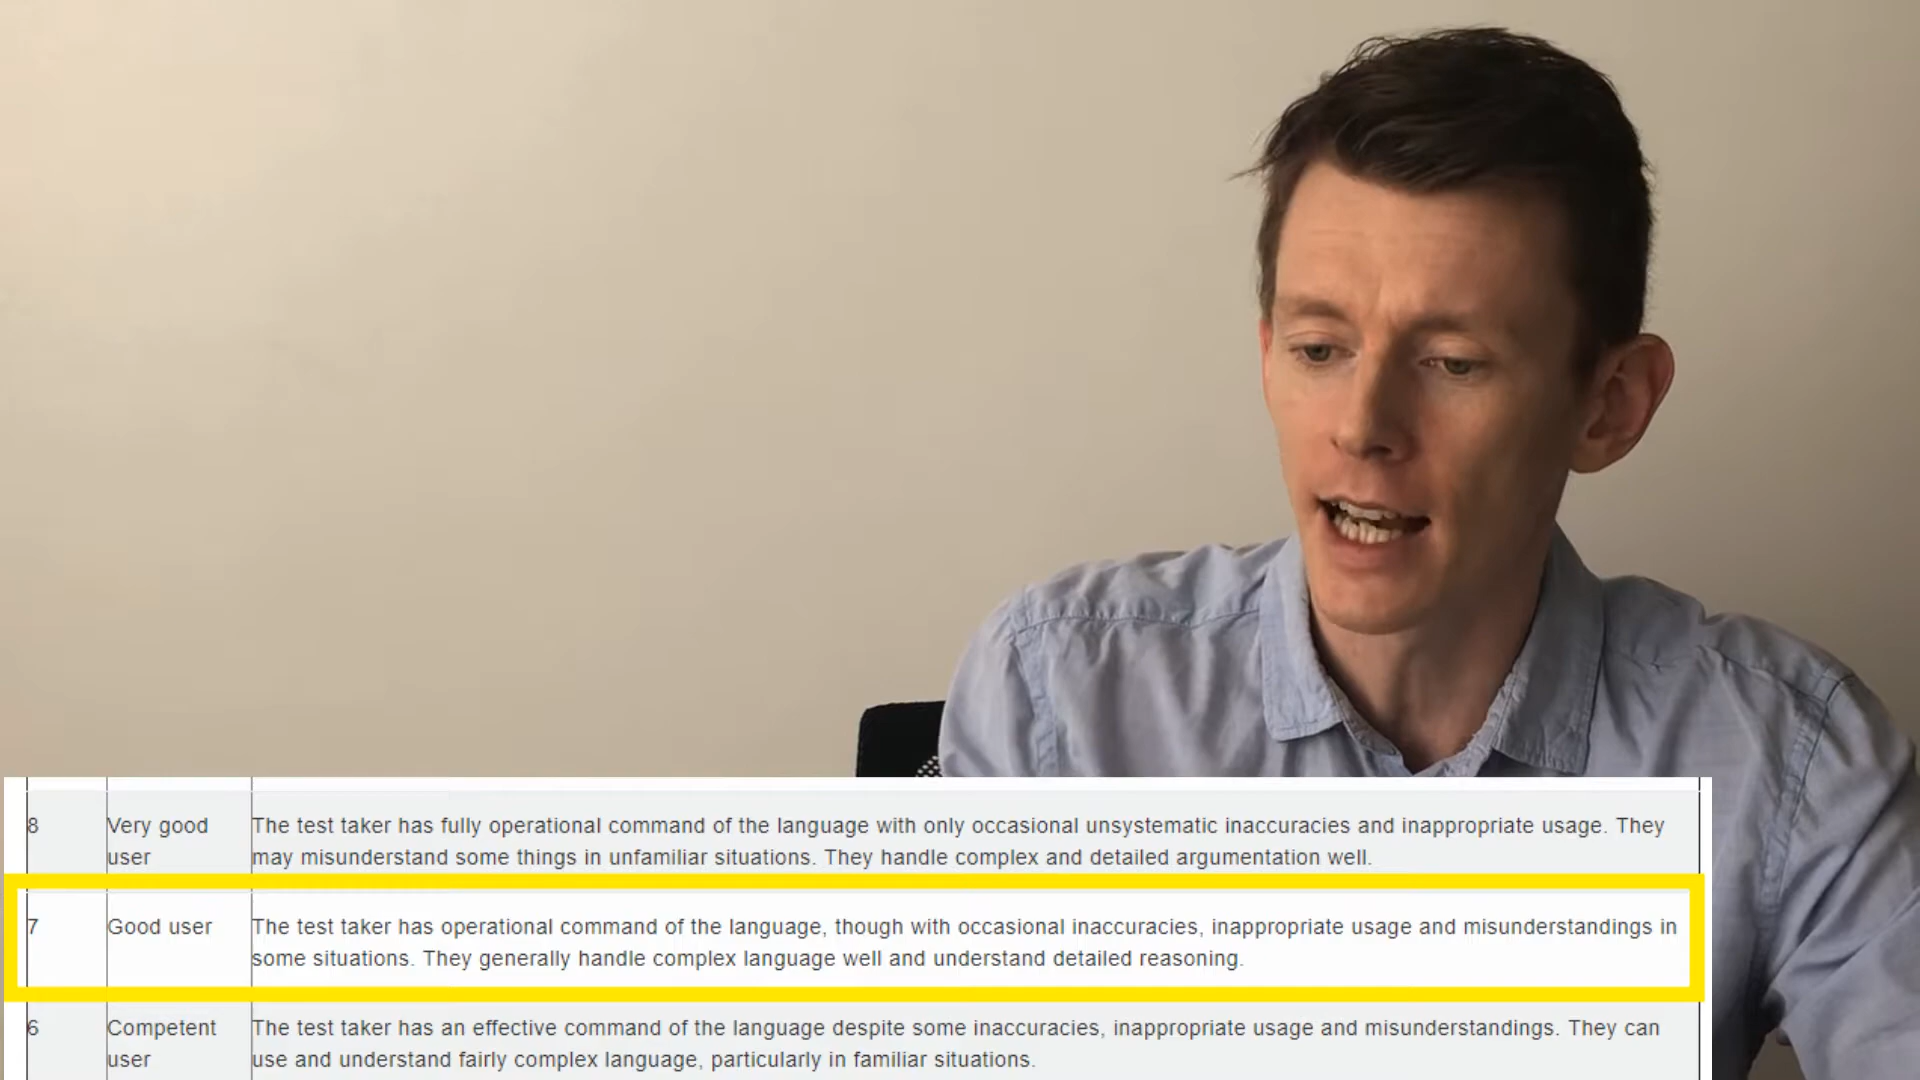 8 Very good The test taker has fully operational command of the language with only occasional unsystematic inaccuracies and inappropriate usage. They
user may misunderstand some things in unfamiliar situations. They handle complex and detailed argumentation well.
7 Good user The test taker has operational command of the language, though with occasional inaccuracies, inappropriate usage and misunderstandings in
some situations. They generally handle complex language well and understand detailed reasoning.
6 Competent The test taker has an effective command of the language despite some inaccuracies, inappropriate usage and misunderstandings. They can
user use and understand fairly complex language, particularly in familiar situations.